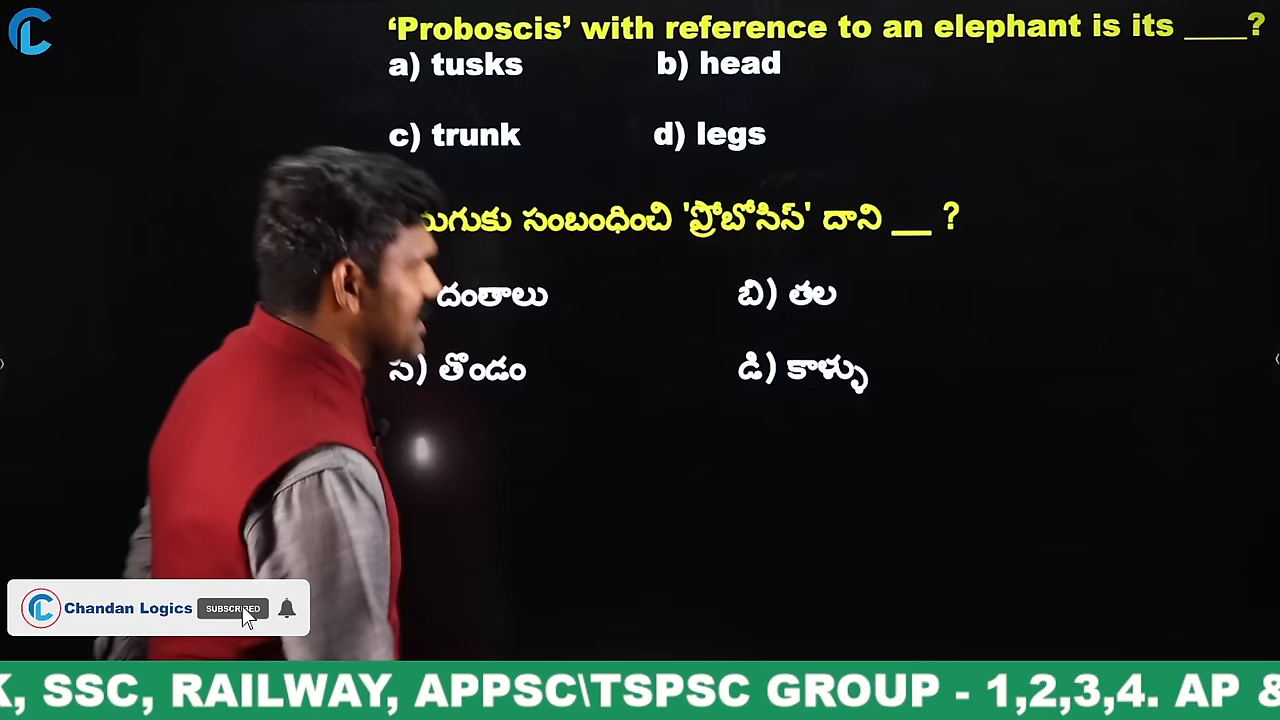 ‘Proboscis’ with reference to an elephant is its ____?
a) tusks b) head
c) trunk d) legs
సంబంధించి 'ప్రోబోసిస్' దాని __ ?
దంతాలు బి) తల
సి) తొండం డి) కాళ్ళు
Chandan Logics SUBSCRIBED
SSC, RAILWAY, APPSC\TSPSC GROUP - 1,2,3,4. AP &